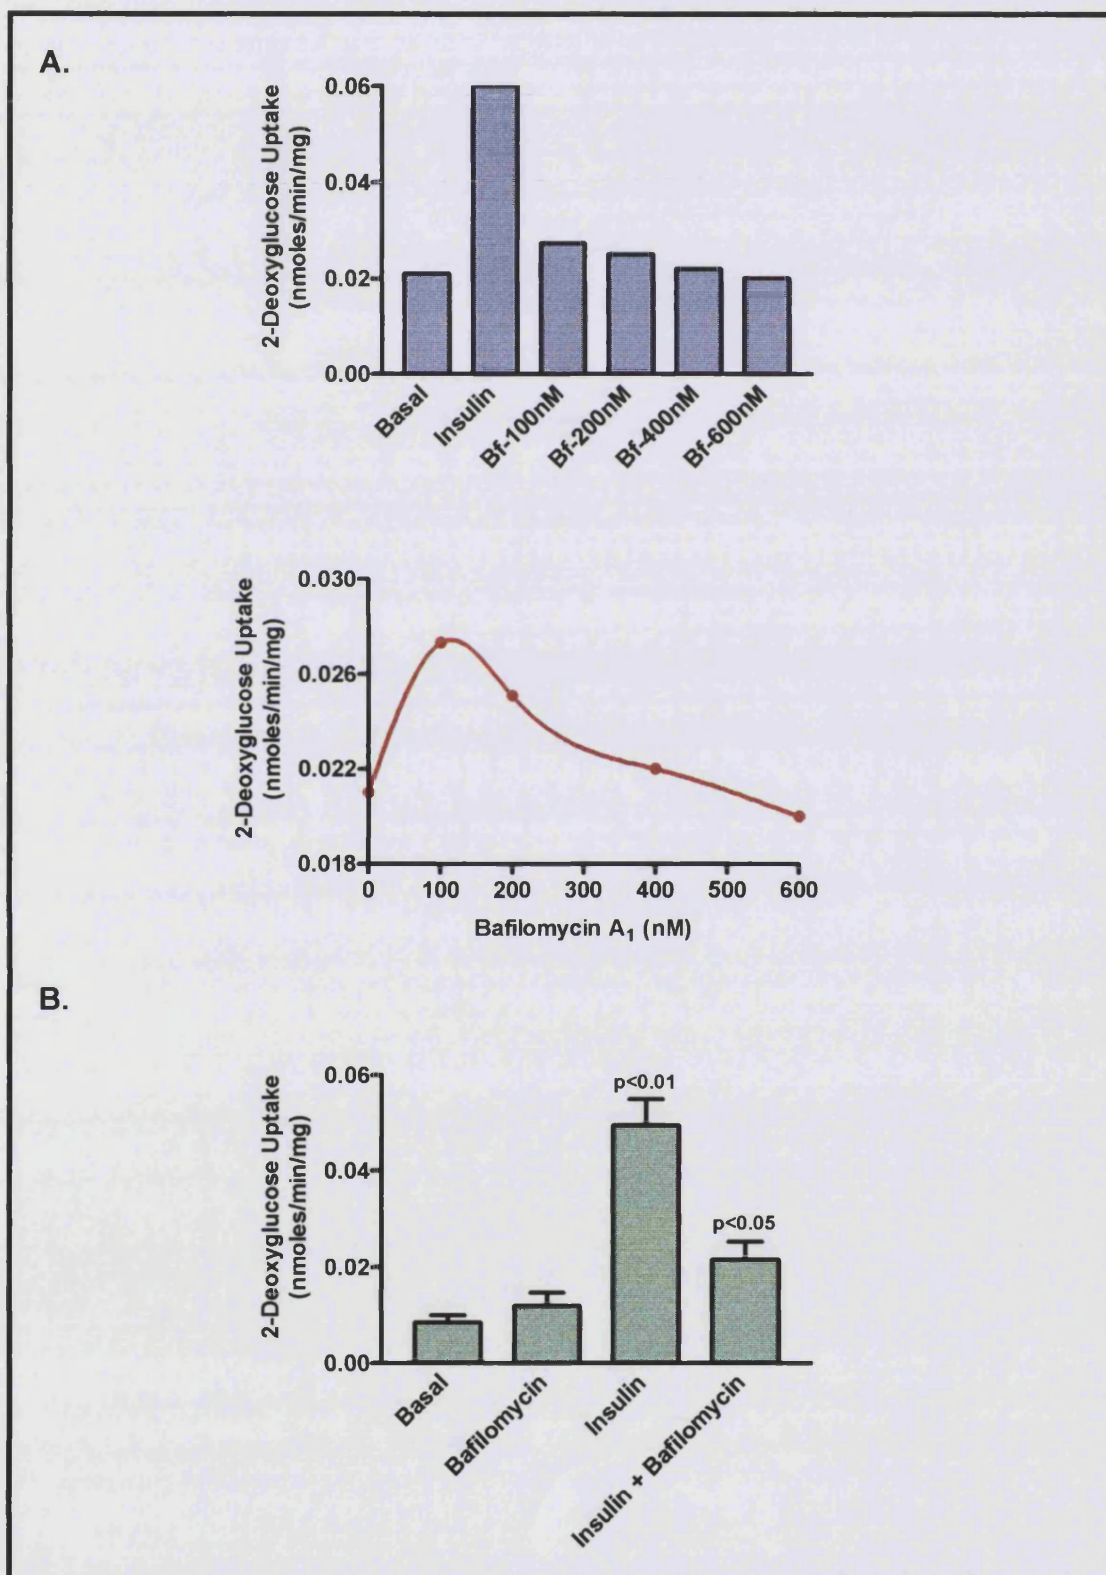 A.
2-Deoxyglucose Uptake
(nmoles/min/mg)
0.06
0.04
0.02
0.00
Basal
Insulin
Bf-100nM
Bf-200nM
Bf-400nM
Bf-600nM
2-Deoxyglucose Uptake
(nmoles/min/mg)
0.030
0.026
0.022
0.018
0 100 200 300 400 500 600
Bafilomycin A₁ (nM)
B.
2-Deoxyglucose Uptake
(nmoles/min/mg)
0.06
0.04
0.02
0.00
p<0.01
p<0.05
Basal
Bafilomycin
Insulin
Insulin + Bafilomycin